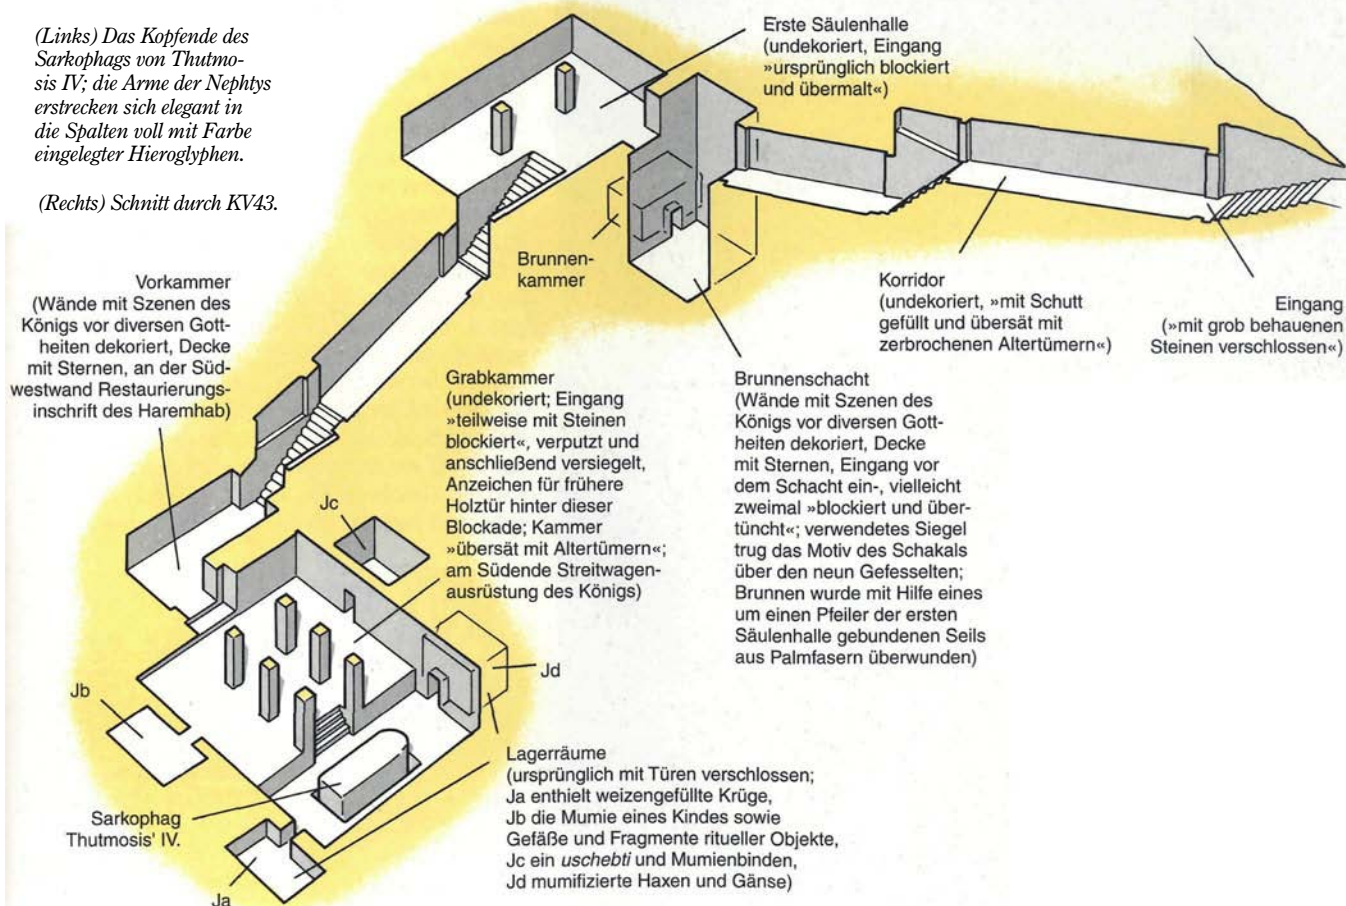 (Links) Das Kopfende des
Sarkophags von Thutmo-
sis IV; die Arme der Nephtys
erstrecken sich elegant in
die Spalten voll mit Farbe
eingelegter Hieroglyphen.
(Rechts) Schnitt durch KV43.
Erste Säulenhalle
(undekoriert, Eingang
»ursprünglich blockiert
und übermalt«)
Brunnen-
kammer
Korridor
(undekoriert, »mit Schutt
gefüllt und übersät mit
zerbrochenen Altertümern«)
Eingang
(»mit grob behauenen
Steinen verschlossen«)
Vorkammer
(Wände mit Szenen des
Königs vor diversen Gott-
heiten dekoriert, Decke
mit Sternen, an der Süd-
westwand Restaurierungs-
inschrift des Haremhab)
Grabkammer
(undekoriert; Eingang
»teilweise mit Steinen
blockiert«, verputzt und
anschließend versiegelt,
Anzeichen für frühere
Holztür hinter dieser
Blockade; Kammer
»übersät mit Altertümern«;
am Südende Streitwagen-
ausrüstung des Königs)
Brunnenschacht
(Wände mit Szenen des
Königs vor diversen Gott-
heiten dekoriert, Decke
mit Sternen, Eingang vor
dem Schacht ein-, vielleicht
zweimal »blockiert und über-
tüncht«; verwendetes Siegel
trug das Motiv des Schakals
über den neun Gefesselten;
Brunnen wurde mit Hilfe eines
um einen Pfeiler der ersten
Säulenhalle gebundenen Seils
aus Palmfasern überwunden)
Jc
Jd
Jb
Sarkophag
Thutmosis' IV.
Ja
Lagerräume
(ursprünglich mit Türen verschlossen;
Ja enthielt weizengefüllte Krüge,
Jb die Mumie eines Kindes sowie
Gefäße und Fragmente ritueller Objekte,
Jc ein uschebti und Mumienbinden,
Jd mumifizierte Haxen und Gänse)